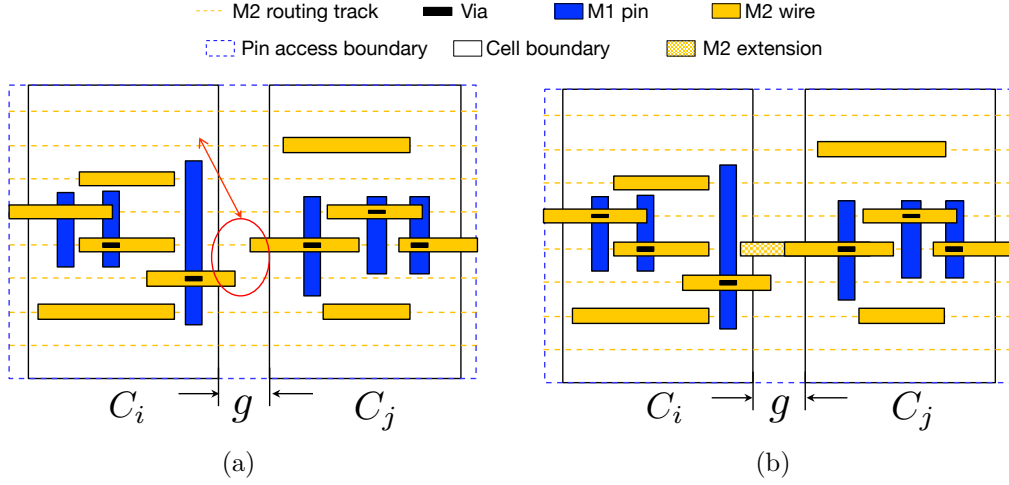 M2 routing track Via M1 pin M2 wire
Pin access boundary Cell boundary M2 extension
C_i g C_j C_i g C_j
(a) (b)